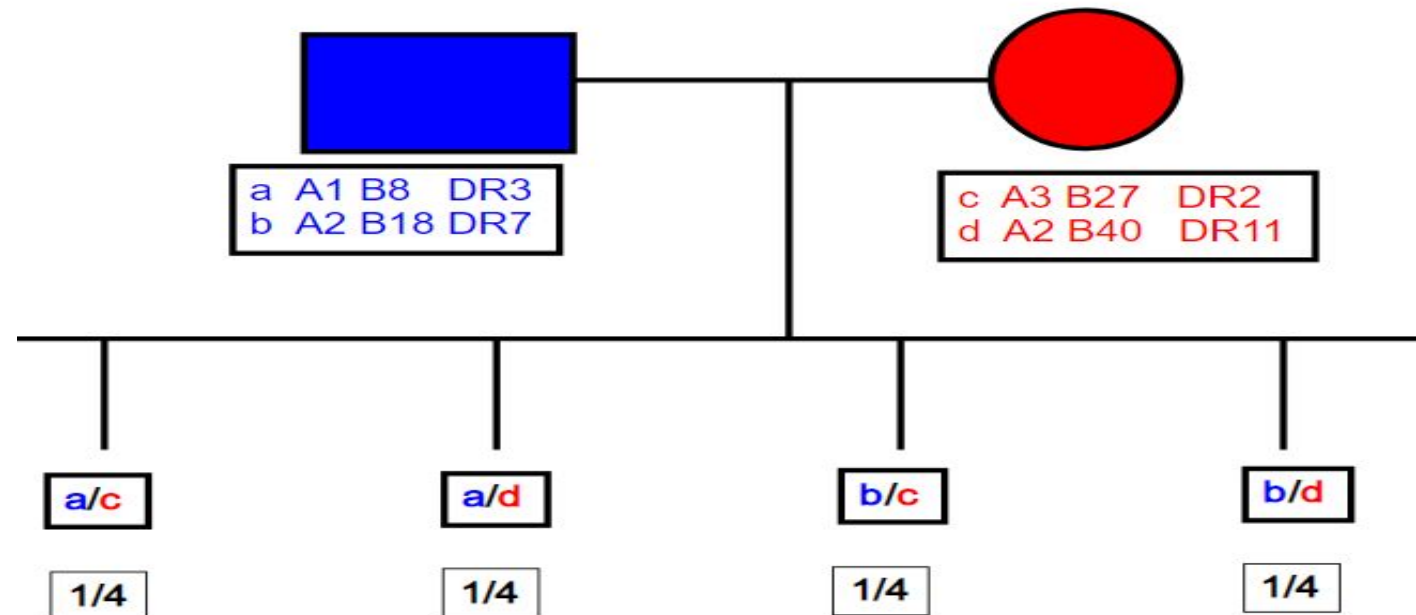 a A1 B8 DR3
b A2 B18 DR7
c A3 B27 DR2
d A2 B40 DR11
a/c
a/d
b/c
b/d
1/4
1/4
1/4
1/4